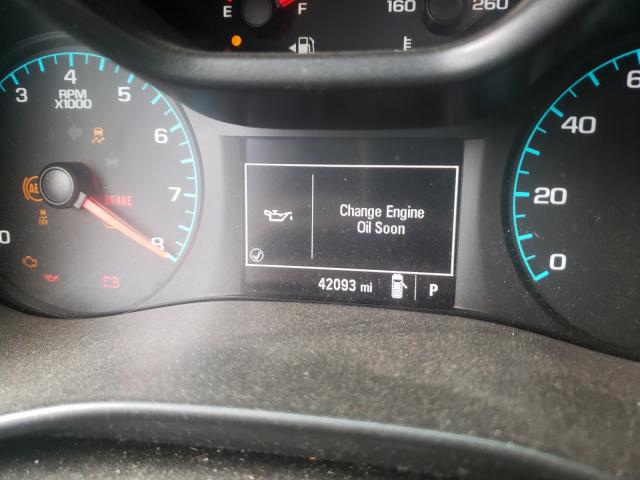 E F 160 260
3 4 5 6 7 8
RPM
X1000
BRAKE
0
Change Engine
Oil Soon
42093 mi P
60
40
20
0